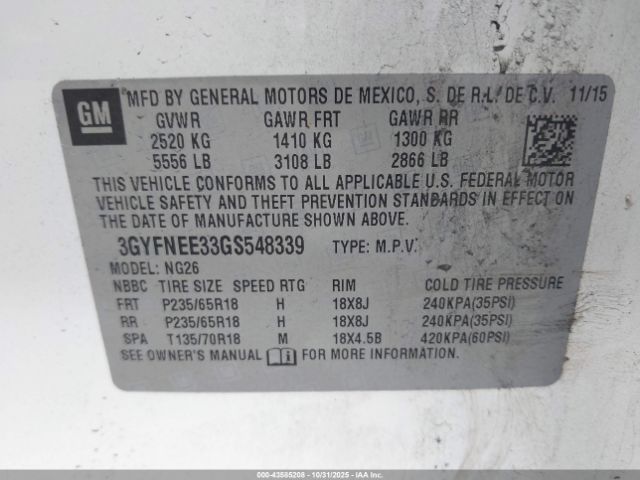 GM MFD BY GENERAL MOTORS DE MEXICO, S. DE R.L. DE C.V. 11/15
GVWR GAWR FRT GAWR RR
2520 KG 1410 KG 1300 KG
5556 LB 3108 LB 2866 LB
THIS VEHICLE CONFORMS TO ALL APPLICABLE U.S. FEDERAL MOTOR
VEHICLE SAFETY AND THEFT PREVENTION STANDARDS IN EFFECT ON
THE DATE OF MANUFACTURE SHOWN ABOVE.
3GYFNEE33GS548339 TYPE: M.P.V.
MODEL: NG26
NBBC TIRE SIZE SPEED RTG RIM COLD TIRE PRESSURE
FRT P235/65R18 H 18X8J 240KPA(35PSI)
RR P235/65R18 H 18X8J 240KPA(35PSI)
SPA T135/70R18 M 18X4.5B 420KPA(60PSI)
SEE OWNER'S MANUAL FOR MORE INFORMATION.
000-43585208 - 10/31/2025 - IAAI.com